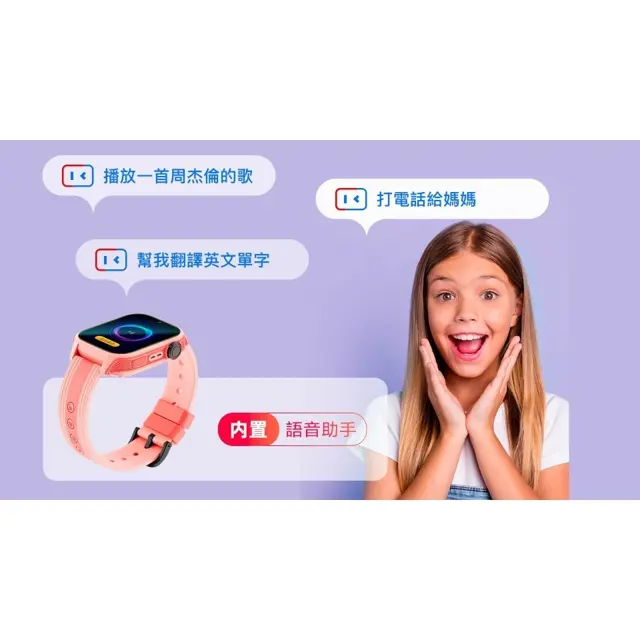 播放一首周杰倫的歌
打電話給媽媽
幫我翻譯英文單字
內置 語音助手